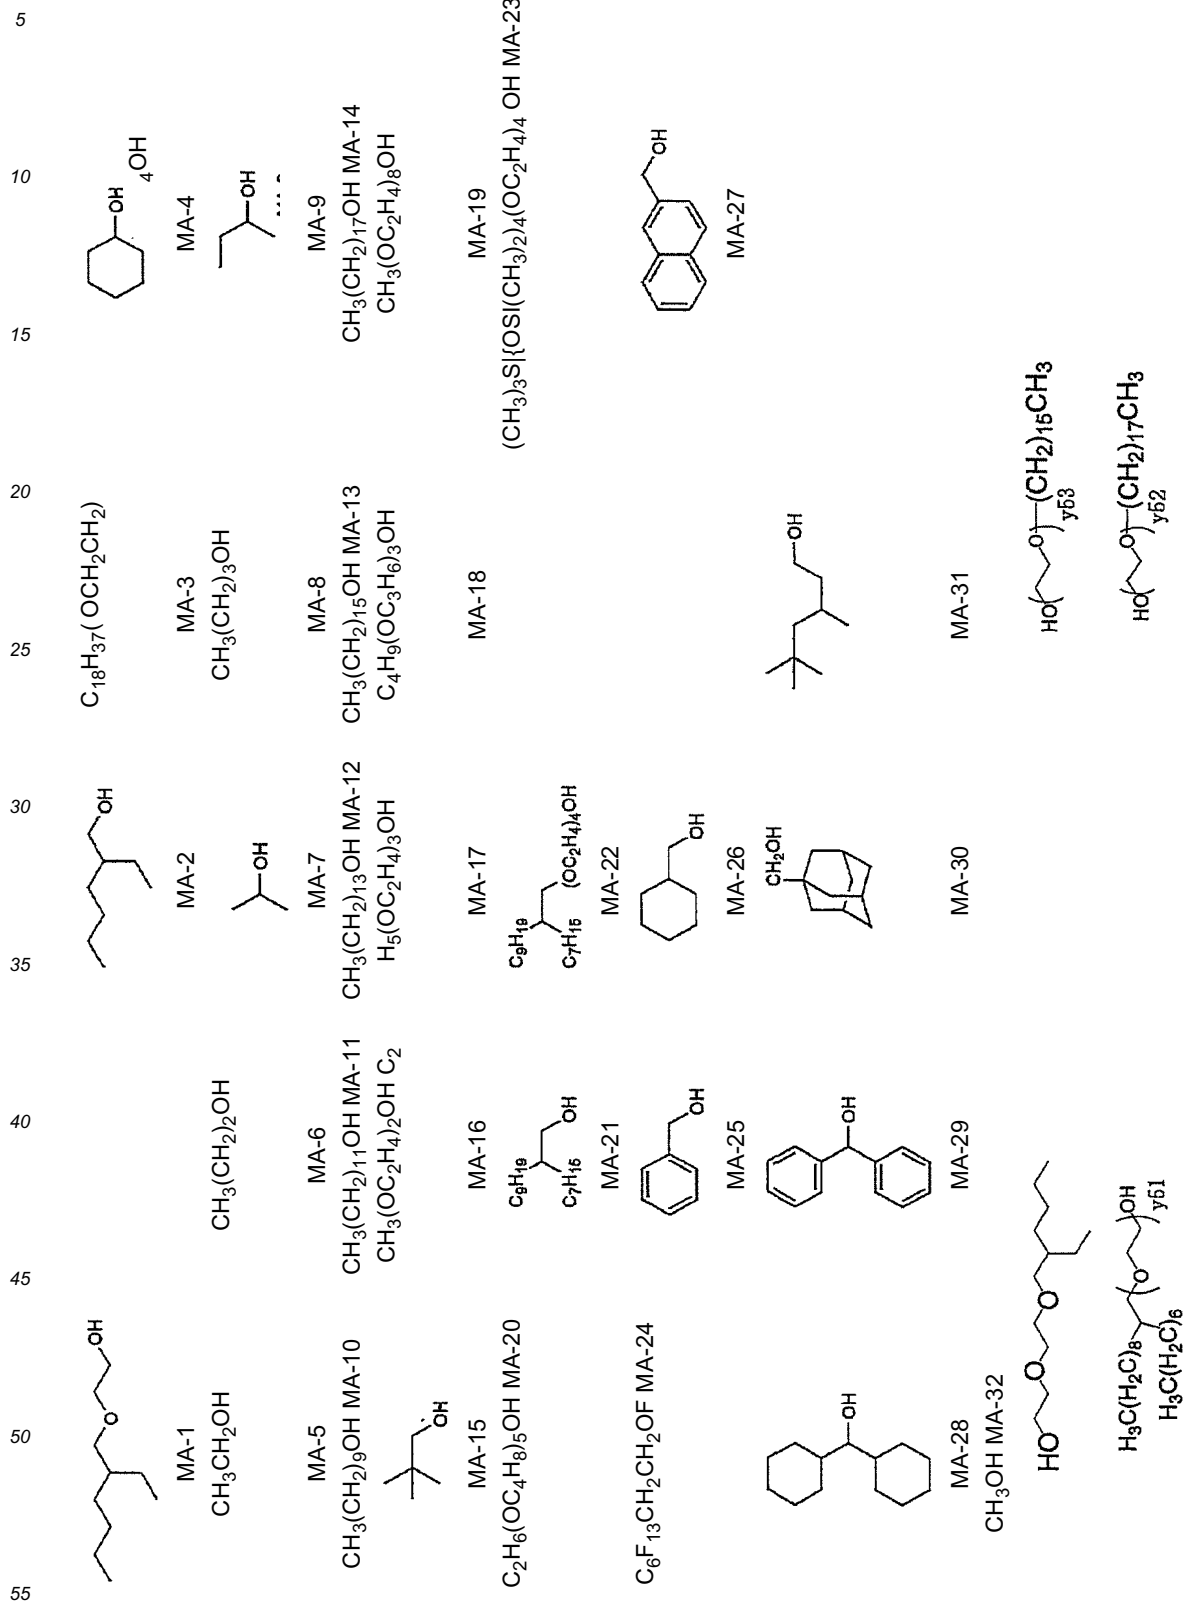 5
10
15
20
25
30
35
40
45
50
55
O OH
OH
C₁₈H₃₇( OCH₂CH₂)
OH
₄OH
MA-1 MA-2 MA-3 MA-4
CH₃CH₂OH CH₃(CH₂)₂OH OH CH₃(CH₂)₃OH OH
MA-5 MA-6 MA-7 MA-8 MA-9
CH₃(CH₂)₉OH MA-10 CH₃(CH₂)₁₁OH MA-11 CH₃(CH₂)₁₃OH MA-12 CH₃(CH₂)₁₅OH MA-13 CH₃(CH₂)₁₇OH MA-14
OH CH₃(OC₂H₄)₂OH C₂ H₅(OC₂H₄)₃OH C₄H₉(OC₃H₆)₃OH CH₃(OC₂H₄)₈OH
MA-15 MA-16 MA-17 MA-18 MA-19
C₂H₆(OC₄H₈)₅OH MA-20 C₉H₁₉ C₇H₁₅ OH C₉H₁₉ C₇H₁₅ (OC₂H₄)₄OH (CH₃)₃S|{OSI(CH₃)₂)₄(OC₂H₄)₄ OH MA-23
MA-21 MA-22
C₆F₁₃CH₂CH₂OF MA-24 OH OH OH
MA-25 MA-26 MA-27
OH OH CH₂OH OH
MA-28 MA-29 MA-30 MA-31
CH₃OH MA-32
HO O O HO( O )y53 (CH₂)₁₅CH₃
H₃C(H₂C)₈ H₃C(H₂C)₆ ( O )OH y51 HO( O )y52 (CH₂)₁₇CH₃